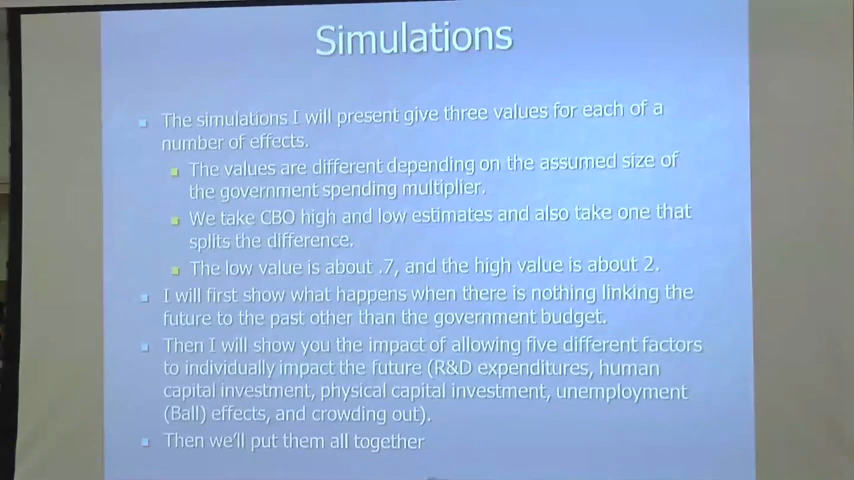 Simulations
The simulations I will present give three values for each of a
number of effects.
The values are different depending on the assumed size of
the government spending multiplier.
We take CBO high and low estimates and also take one that
splits the difference.
The low value is about .7, and the high value is about 2.
I will first show what happens when there is nothing linking the
future to the past other than the government budget.
Then I will show you the impact of allowing five different factors
to individually impact the future (R&D expenditures, human
capital investment, physical capital investment, unemployment
(Ball) effects, and crowding out).
Then we'll put them all together